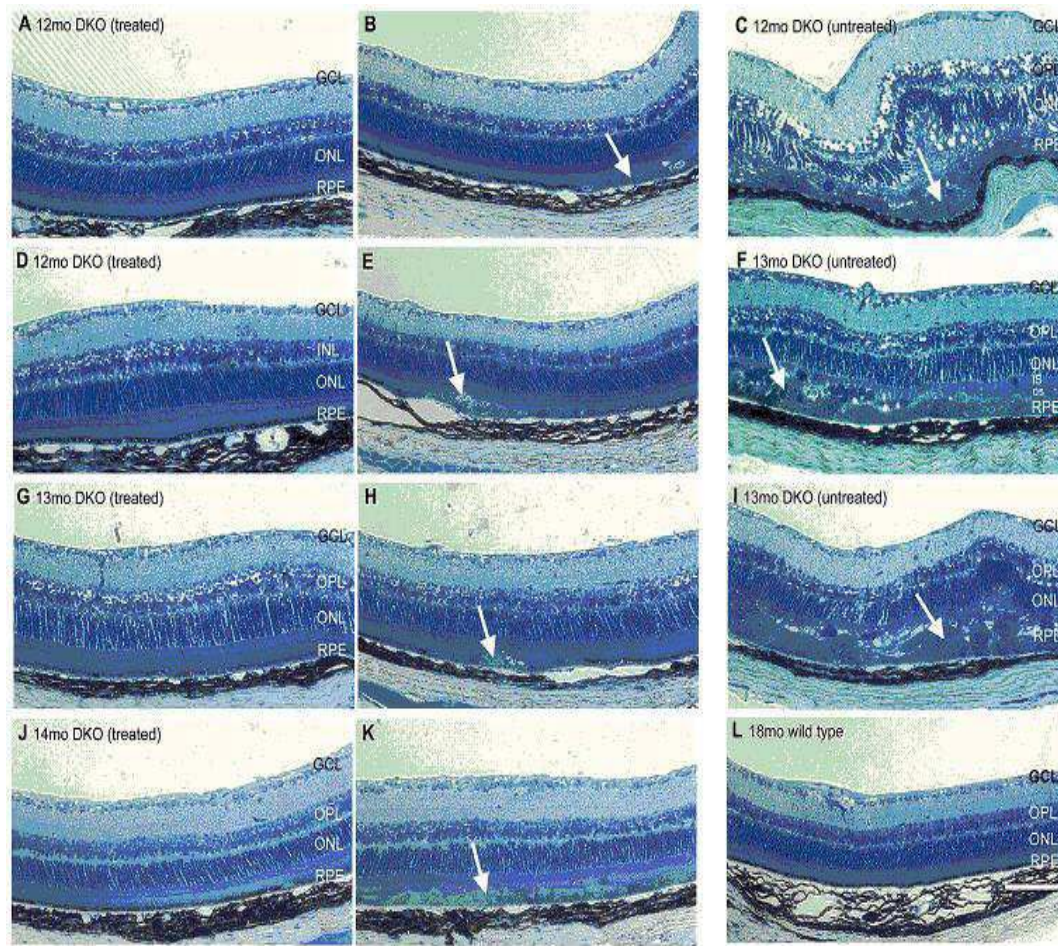 A 12mo DKO (treated)
GCL
ONL
RPE
B
C 12mo DKO (untreated)
GCL
OPL
ONL
RPE
D 12mo DKO (treated)
GCL
INL
ONL
RPE
E
F 13mo DKO (untreated)
GCL
OPL
ONL
IS
RPE
G 13mo DKO (treated)
GCL
OPL
ONL
RPE
H
I 13mo DKO (untreated)
GCL
OPL
ONL
RPE
J 14mo DKO (treated)
GCL
OPL
ONL
RPE
K
L 18mo wild type
GCL
OPL
ONL
RPE